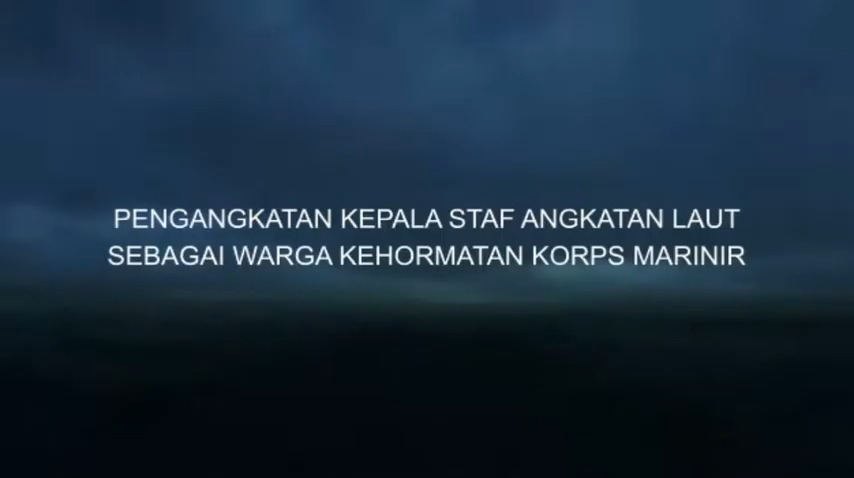 PENGANGKATAN KEPALA STAF ANGKATAN LAUT
SEBAGAI WARGA KEHORMATAN KORPS MARINIR